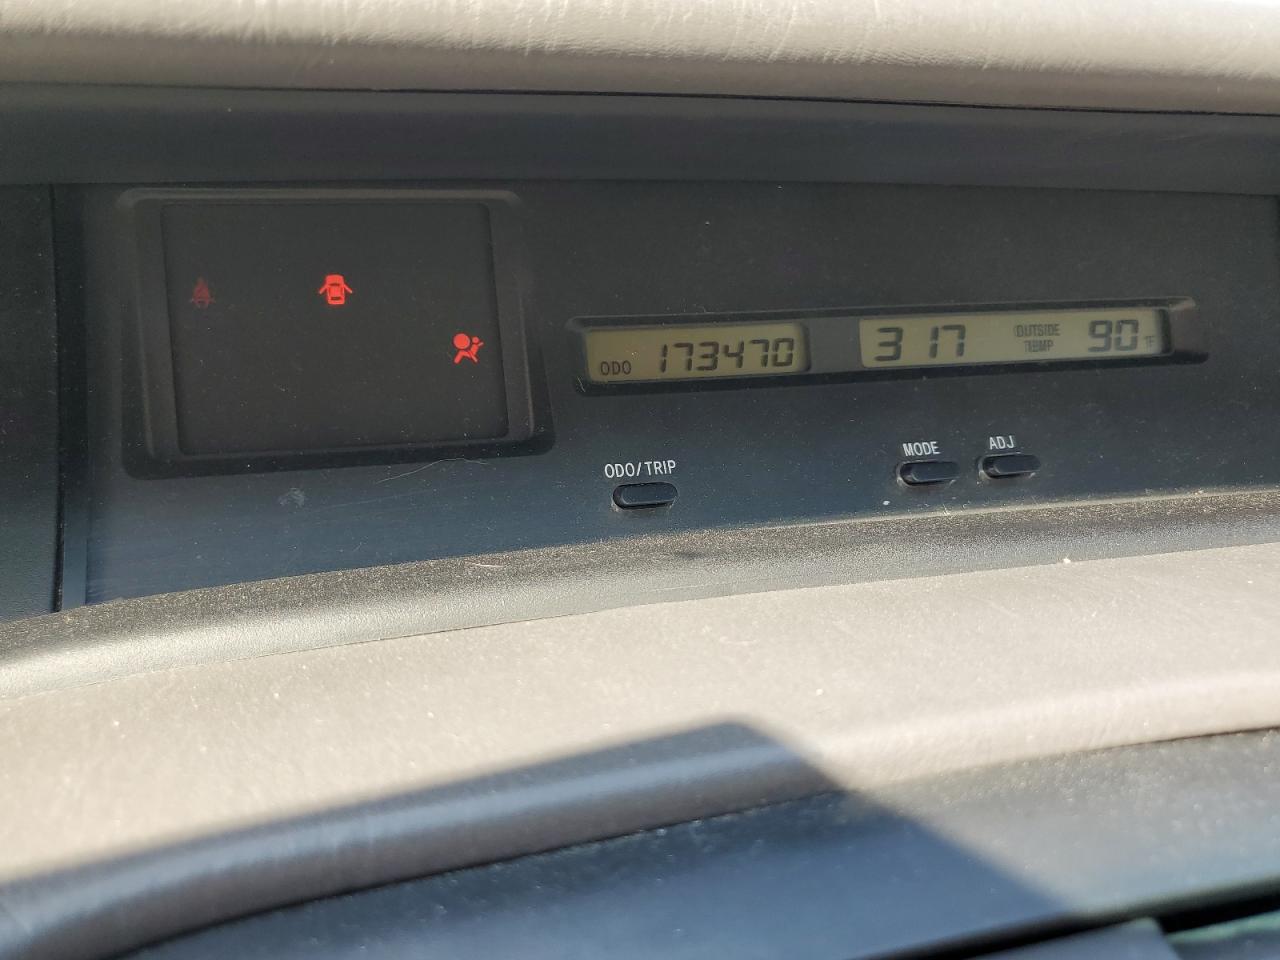 ODO 173470
3 17 OUTSIDE TEMP 90 °F
ODO/TRIP
MODE ADJ